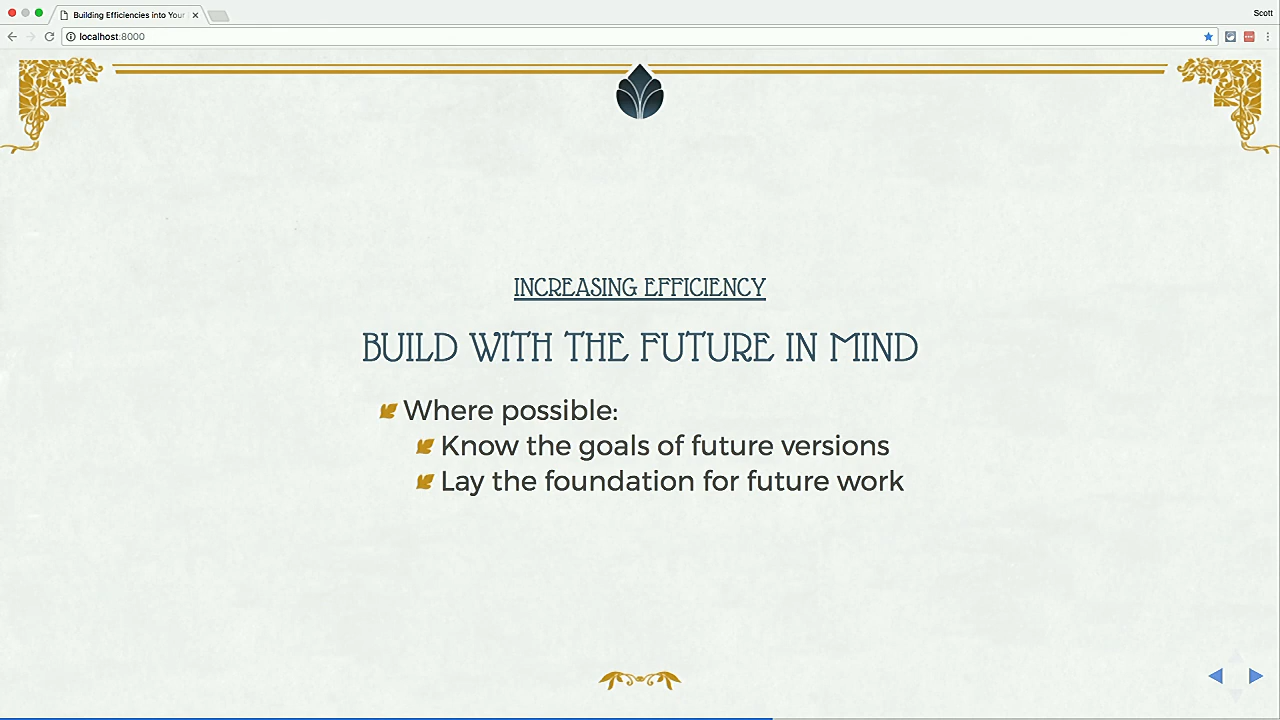 Building Efficiencies into Your
Scott
localhost:8000
INCREASING EFFICIENCY
BUILD WITH THE FUTURE IN MIND
Where possible:
Know the goals of future versions
Lay the foundation for future work